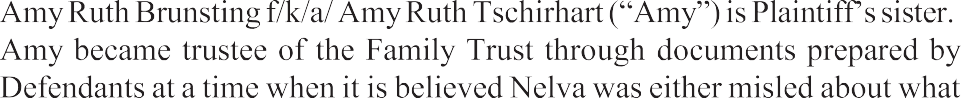 Amy Ruth Brunsting f/k/a/ Amy Ruth Tschirhart (“Amy”) is Plaintiff’s sister.
Amy became trustee of the Family Trust through documents prepared by
Defendants at a time when it is believed Nelva was either misled about what